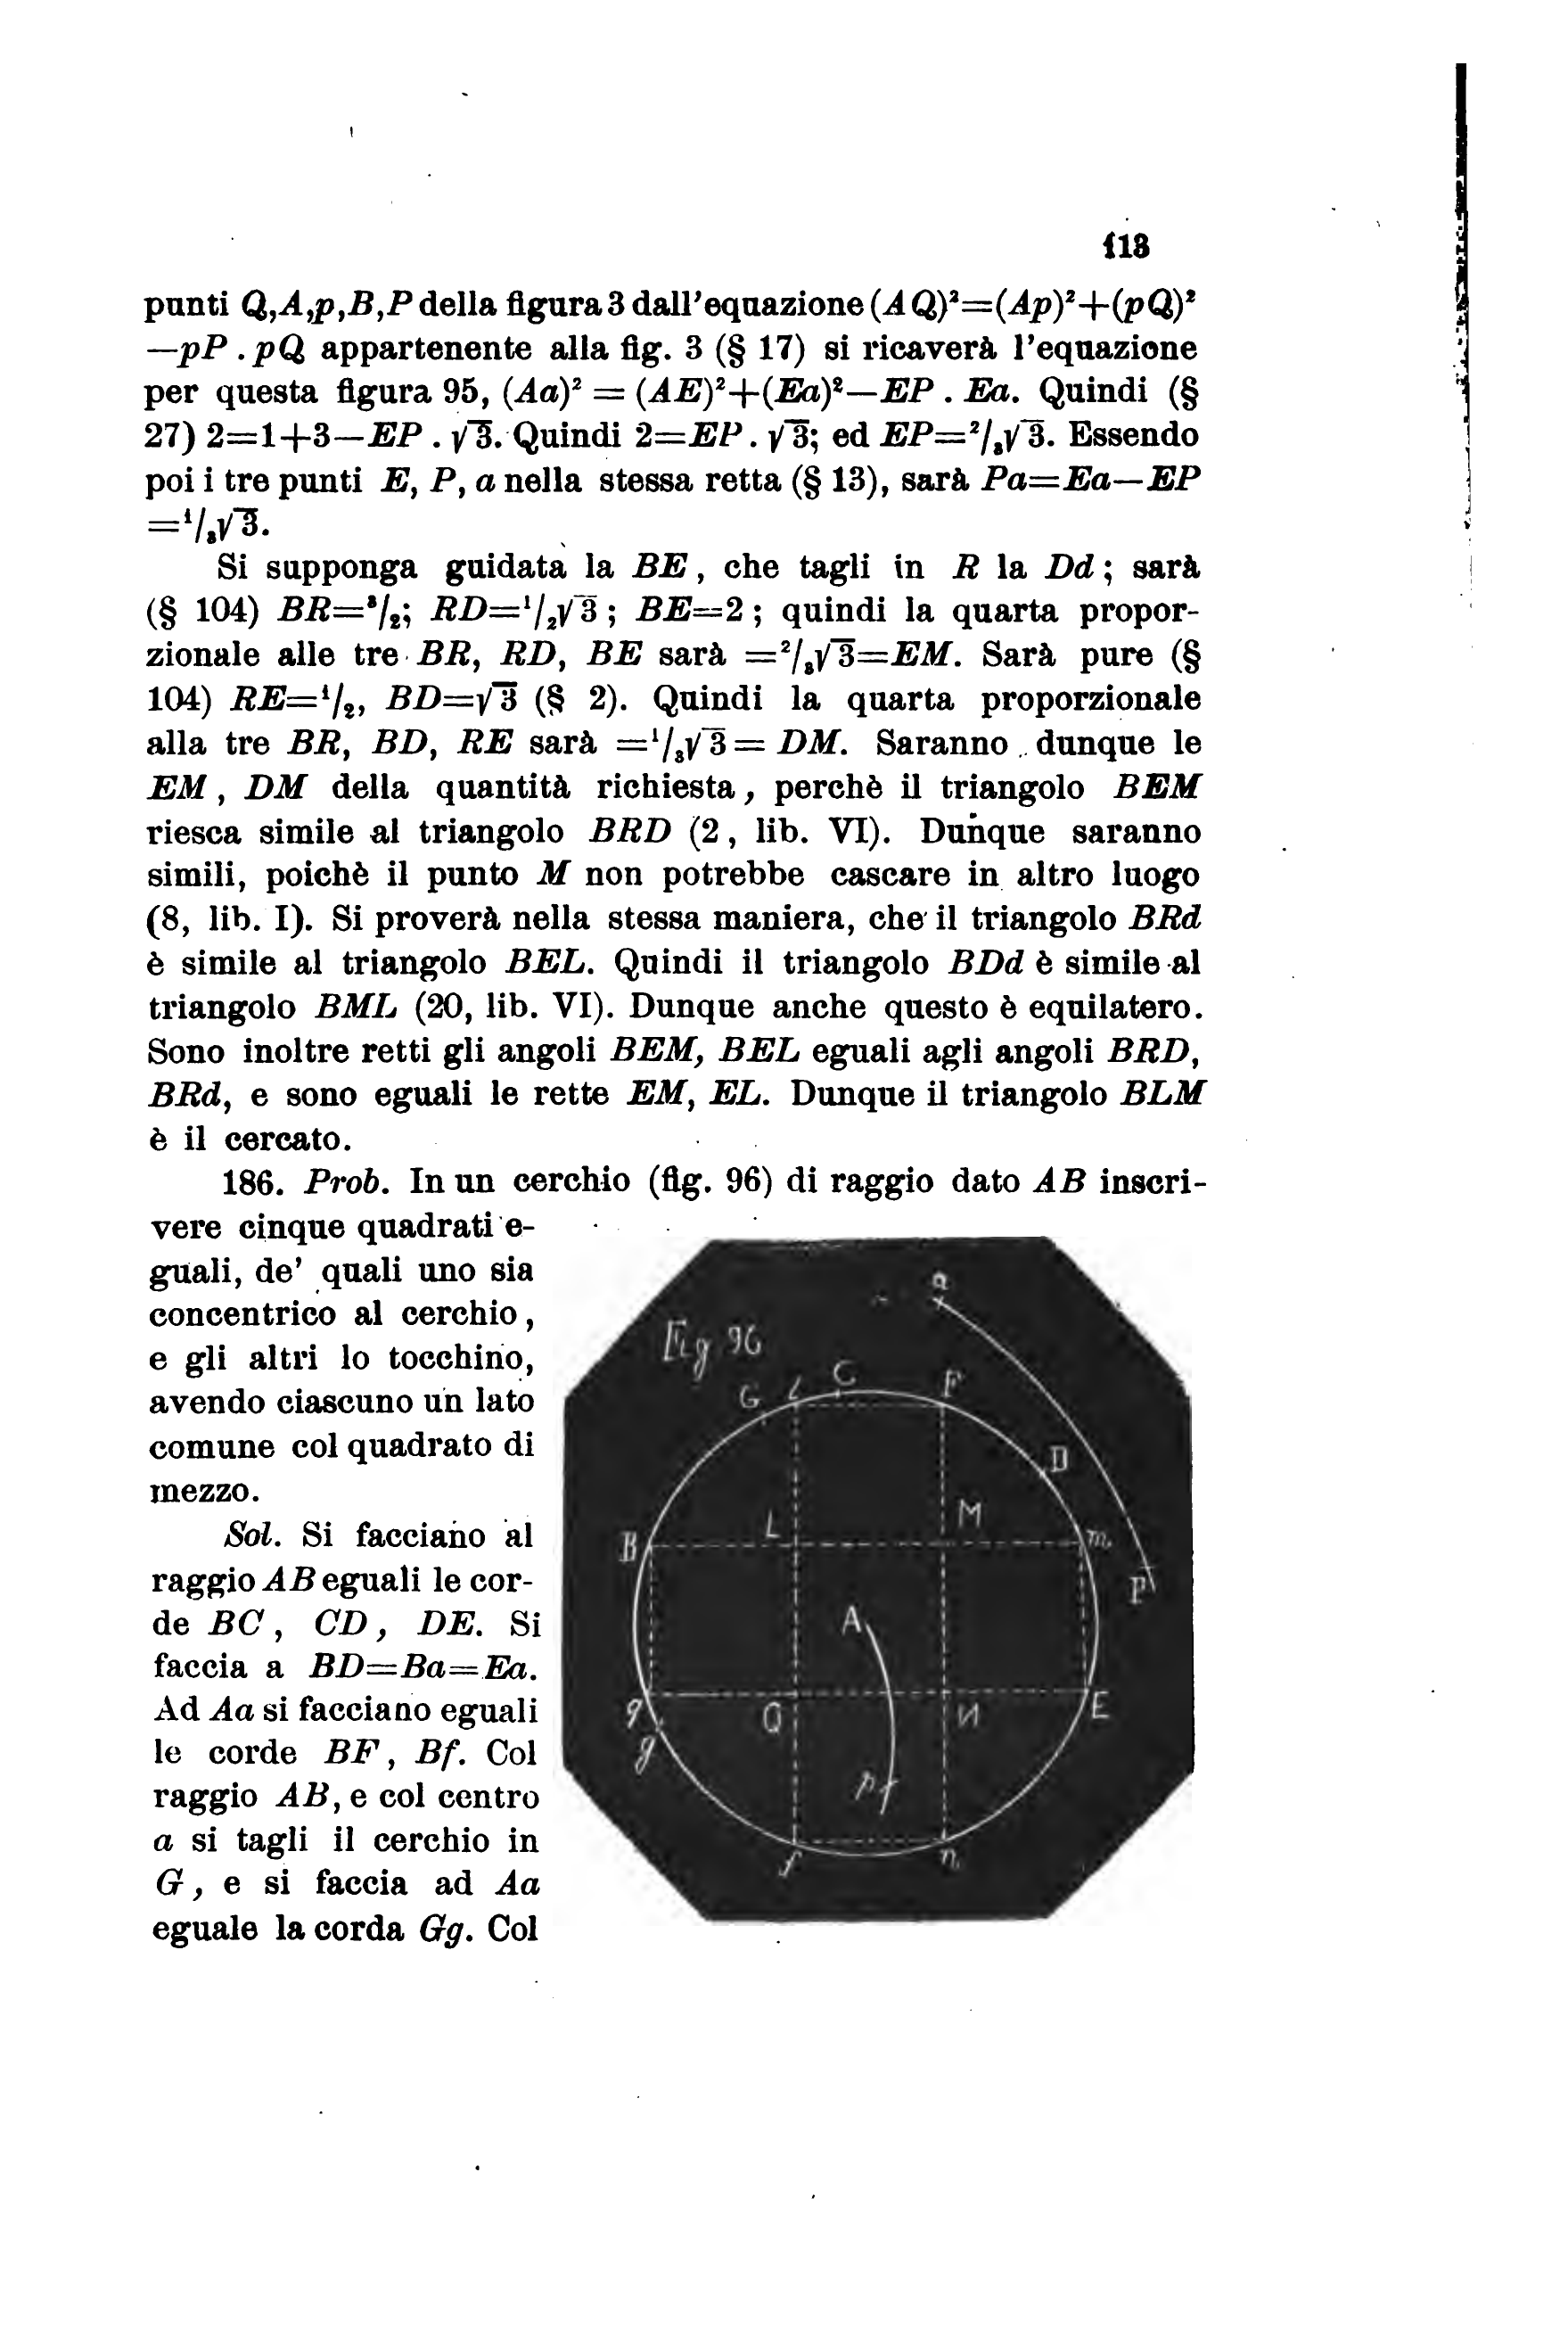 113
punti Q,A,p,B,P della figura 3 dall'equazione (AQ)²=(Ap)²+(pQ)²
—pP . pQ appartenente alla fig. 3 (§ 17) si ricaverà l'equazione
per questa figura 95, (Aa)² = (AE)²+(Ea)²—EP . Ea. Quindi (§
27) 2=1+3—EP . √3. Quindi 2=EP . √3; ed EP=²/₃√3. Essendo
poi i tre punti E, P, a nella stessa retta (§ 13), sarà Pa=Ea—EP
=¹/₃√3.
Si supponga guidata la BE, che tagli in R la Dd; sarà
(§ 104) BR=³/₂; RD=¹/₂√3; BE=2; quindi la quarta propor-
zionale alle tre BR, RD, BE sarà =²/₃√3=EM. Sarà pure (§
104) RE=¹/₂, BD=√3 (§ 2). Quindi la quarta proporzionale
alla tre BR, BD, RE sarà =¹/₃√3= DM. Saranno dunque le
EM, DM della quantità richiesta, perchè il triangolo BEM
riesca simile al triangolo BRD (2, lib. VI). Dunque saranno
simili, poichè il punto M non potrebbe cascare in altro luogo
(8, lib. I). Si proverà nella stessa maniera, che il triangolo BRd
è simile al triangolo BEL. Quindi il triangolo BDd è simile al
triangolo BML (20, lib. VI). Dunque anche questo è equilatero.
Sono inoltre retti gli angoli BEM, BEL eguali agli angoli BRD,
BRd, e sono eguali le rette EM, EL. Dunque il triangolo BLM
è il cercato.
186. Prob. In un cerchio (fig. 96) di raggio dato AB inscri-
vere cinque quadrati e-
guali, de' quali uno sia
concentrico al cerchio,
e gli altri lo tocchino,
avendo ciascuno un lato
comune col quadrato di
mezzo.
Sol. Si facciano al
raggio AB eguali le cor-
de BC, CD, DE. Si
faccia a BD=Ba=Ea.
Ad Aa si facciano eguali
le corde BF, Bf. Col
raggio AB, e col centro
a si tagli il cerchio in
G, e si faccia ad Aa
eguale la corda Gg. Col
Fig 96
a
G l C F
D
B L M m
P
A
q Q N E
g
p
f n